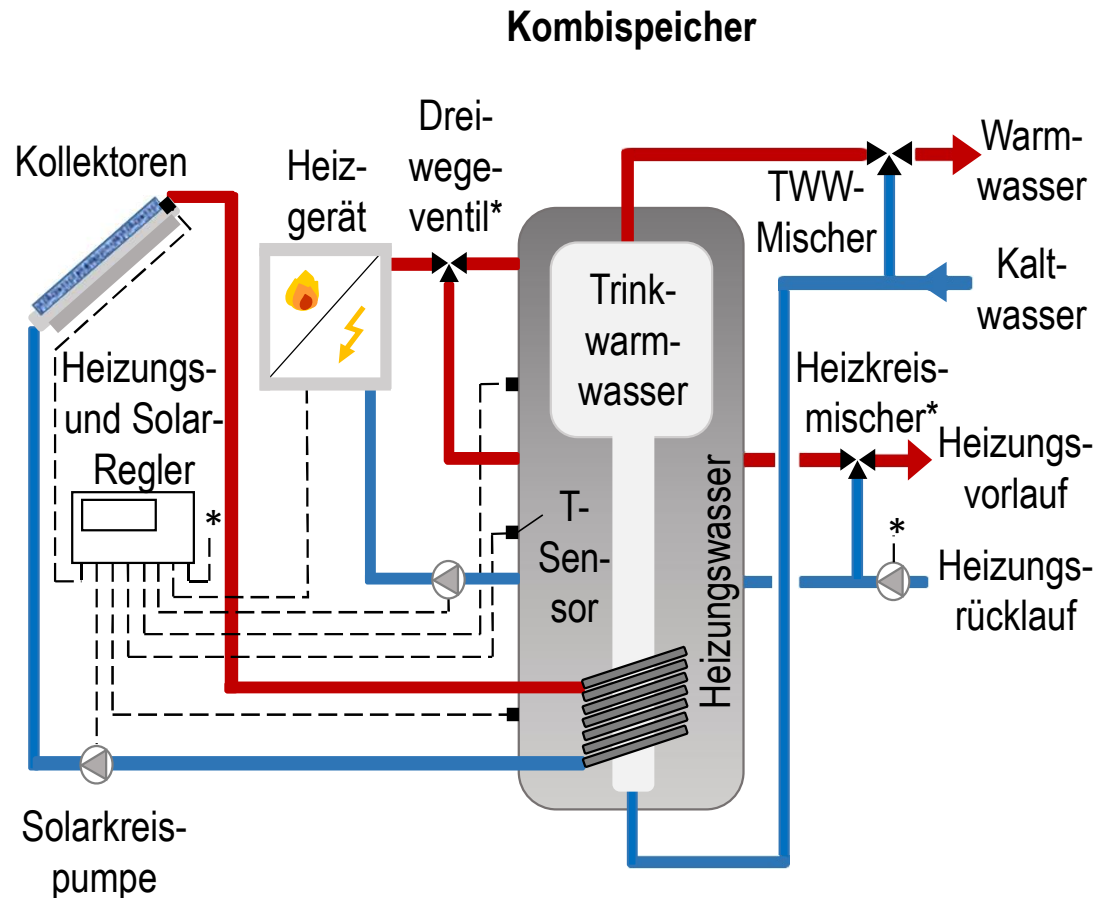 Kombispeicher
Kollektoren
Heiz-
gerät
Drei-
wege-
ventil*
TWW-
Mischer
Warm-
wasser
Kalt-
wasser
Trink-
warm-
wasser
Heizungs-
und Solar-
Regler
*
Heizkreis-
mischer*
Heizungs-
vorlauf
*
Heizungs-
rücklauf
T-
Sen-
sor
Heizungswasser
Solarkreis-
pumpe